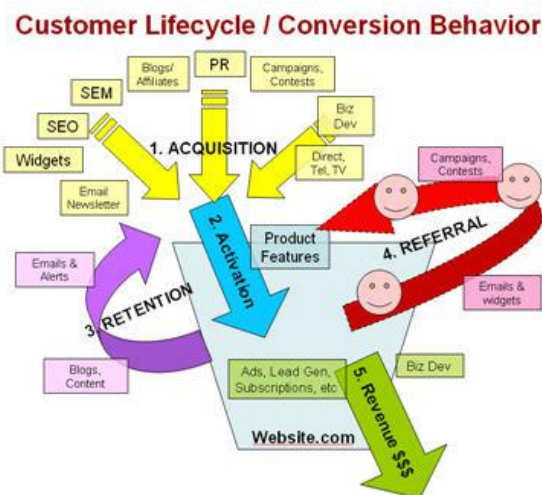 Customer Lifecycle / Conversion Behavior
Blogs/
Affiliates
PR
Campaigns,
Contests
SEM
SEO
Widgets
Email
Newsletter
1. ACQUISITION
Biz
Dev
Direct,
Tel, TV
2. Activation
Product
Features
Campaigns,
Contests
4. REFERRAL
Emails &
widgets
Emails &
Alerts
3. RETENTION
Blogs,
Content
Ads, Lead Gen,
Subscriptions, etc
Biz Dev
5. Revenue $$$
Website.com